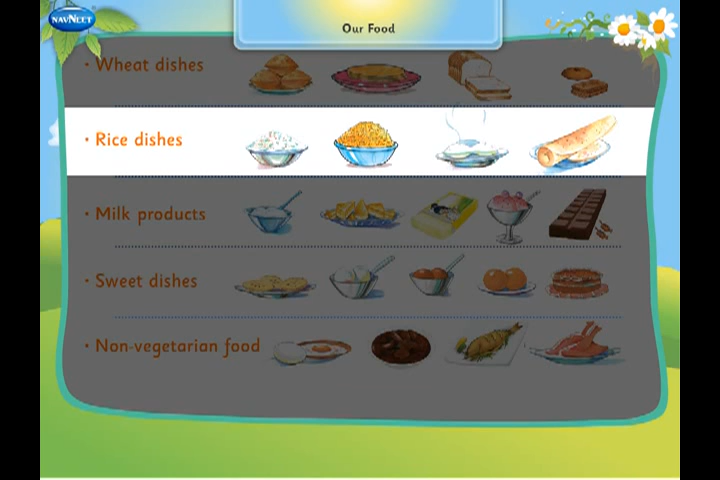 NAVNEET
Our Food
• Wheat dishes
• Rice dishes
• Milk products
• Sweet dishes
• Non-vegetarian food